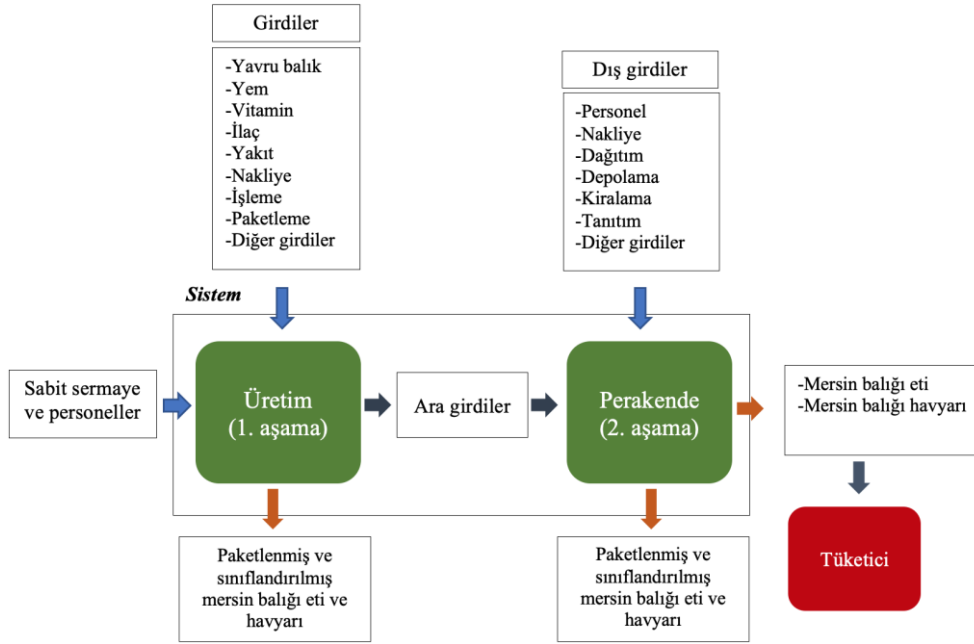 Girdiler
-Yavru balık
-Yem
-Vitamin
-İlaç
-Yakıt
-Nakliye
-İşleme
-Paketleme
-Diğer girdiler
Dış girdiler
-Personel
-Nakliye
-Dağıtım
-Depolama
-Kiralama
-Tanıtım
-Diğer girdiler
Sistem
Sabit sermaye
ve personeller
Üretim
(1. aşama)
Ara girdiler
Perakende
(2. aşama)
-Mersin balığı eti
-Mersin balığı havyarı
Paketlenmiş ve
sınıflandırılmış
mersin balığı eti ve
havyarı
Paketlenmiş ve
sınıflandırılmış
mersin balığı eti ve
havyarı
Tüketici